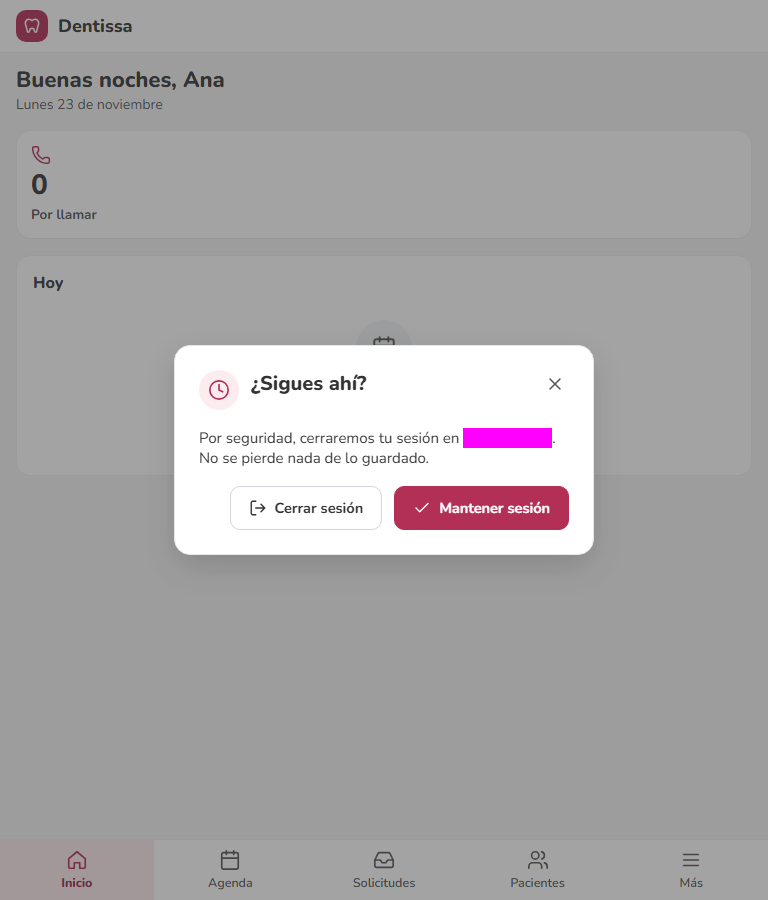 Dentissa
Buenas noches, Ana
Lunes 23 de noviembre
0
Por llamar
Hoy
¿Sigues ahí?
Por seguridad, cerraremos tu sesión en .
No se pierde nada de lo guardado.
Cerrar sesión
Mantener sesión
Inicio
Agenda
Solicitudes
Pacientes
Más